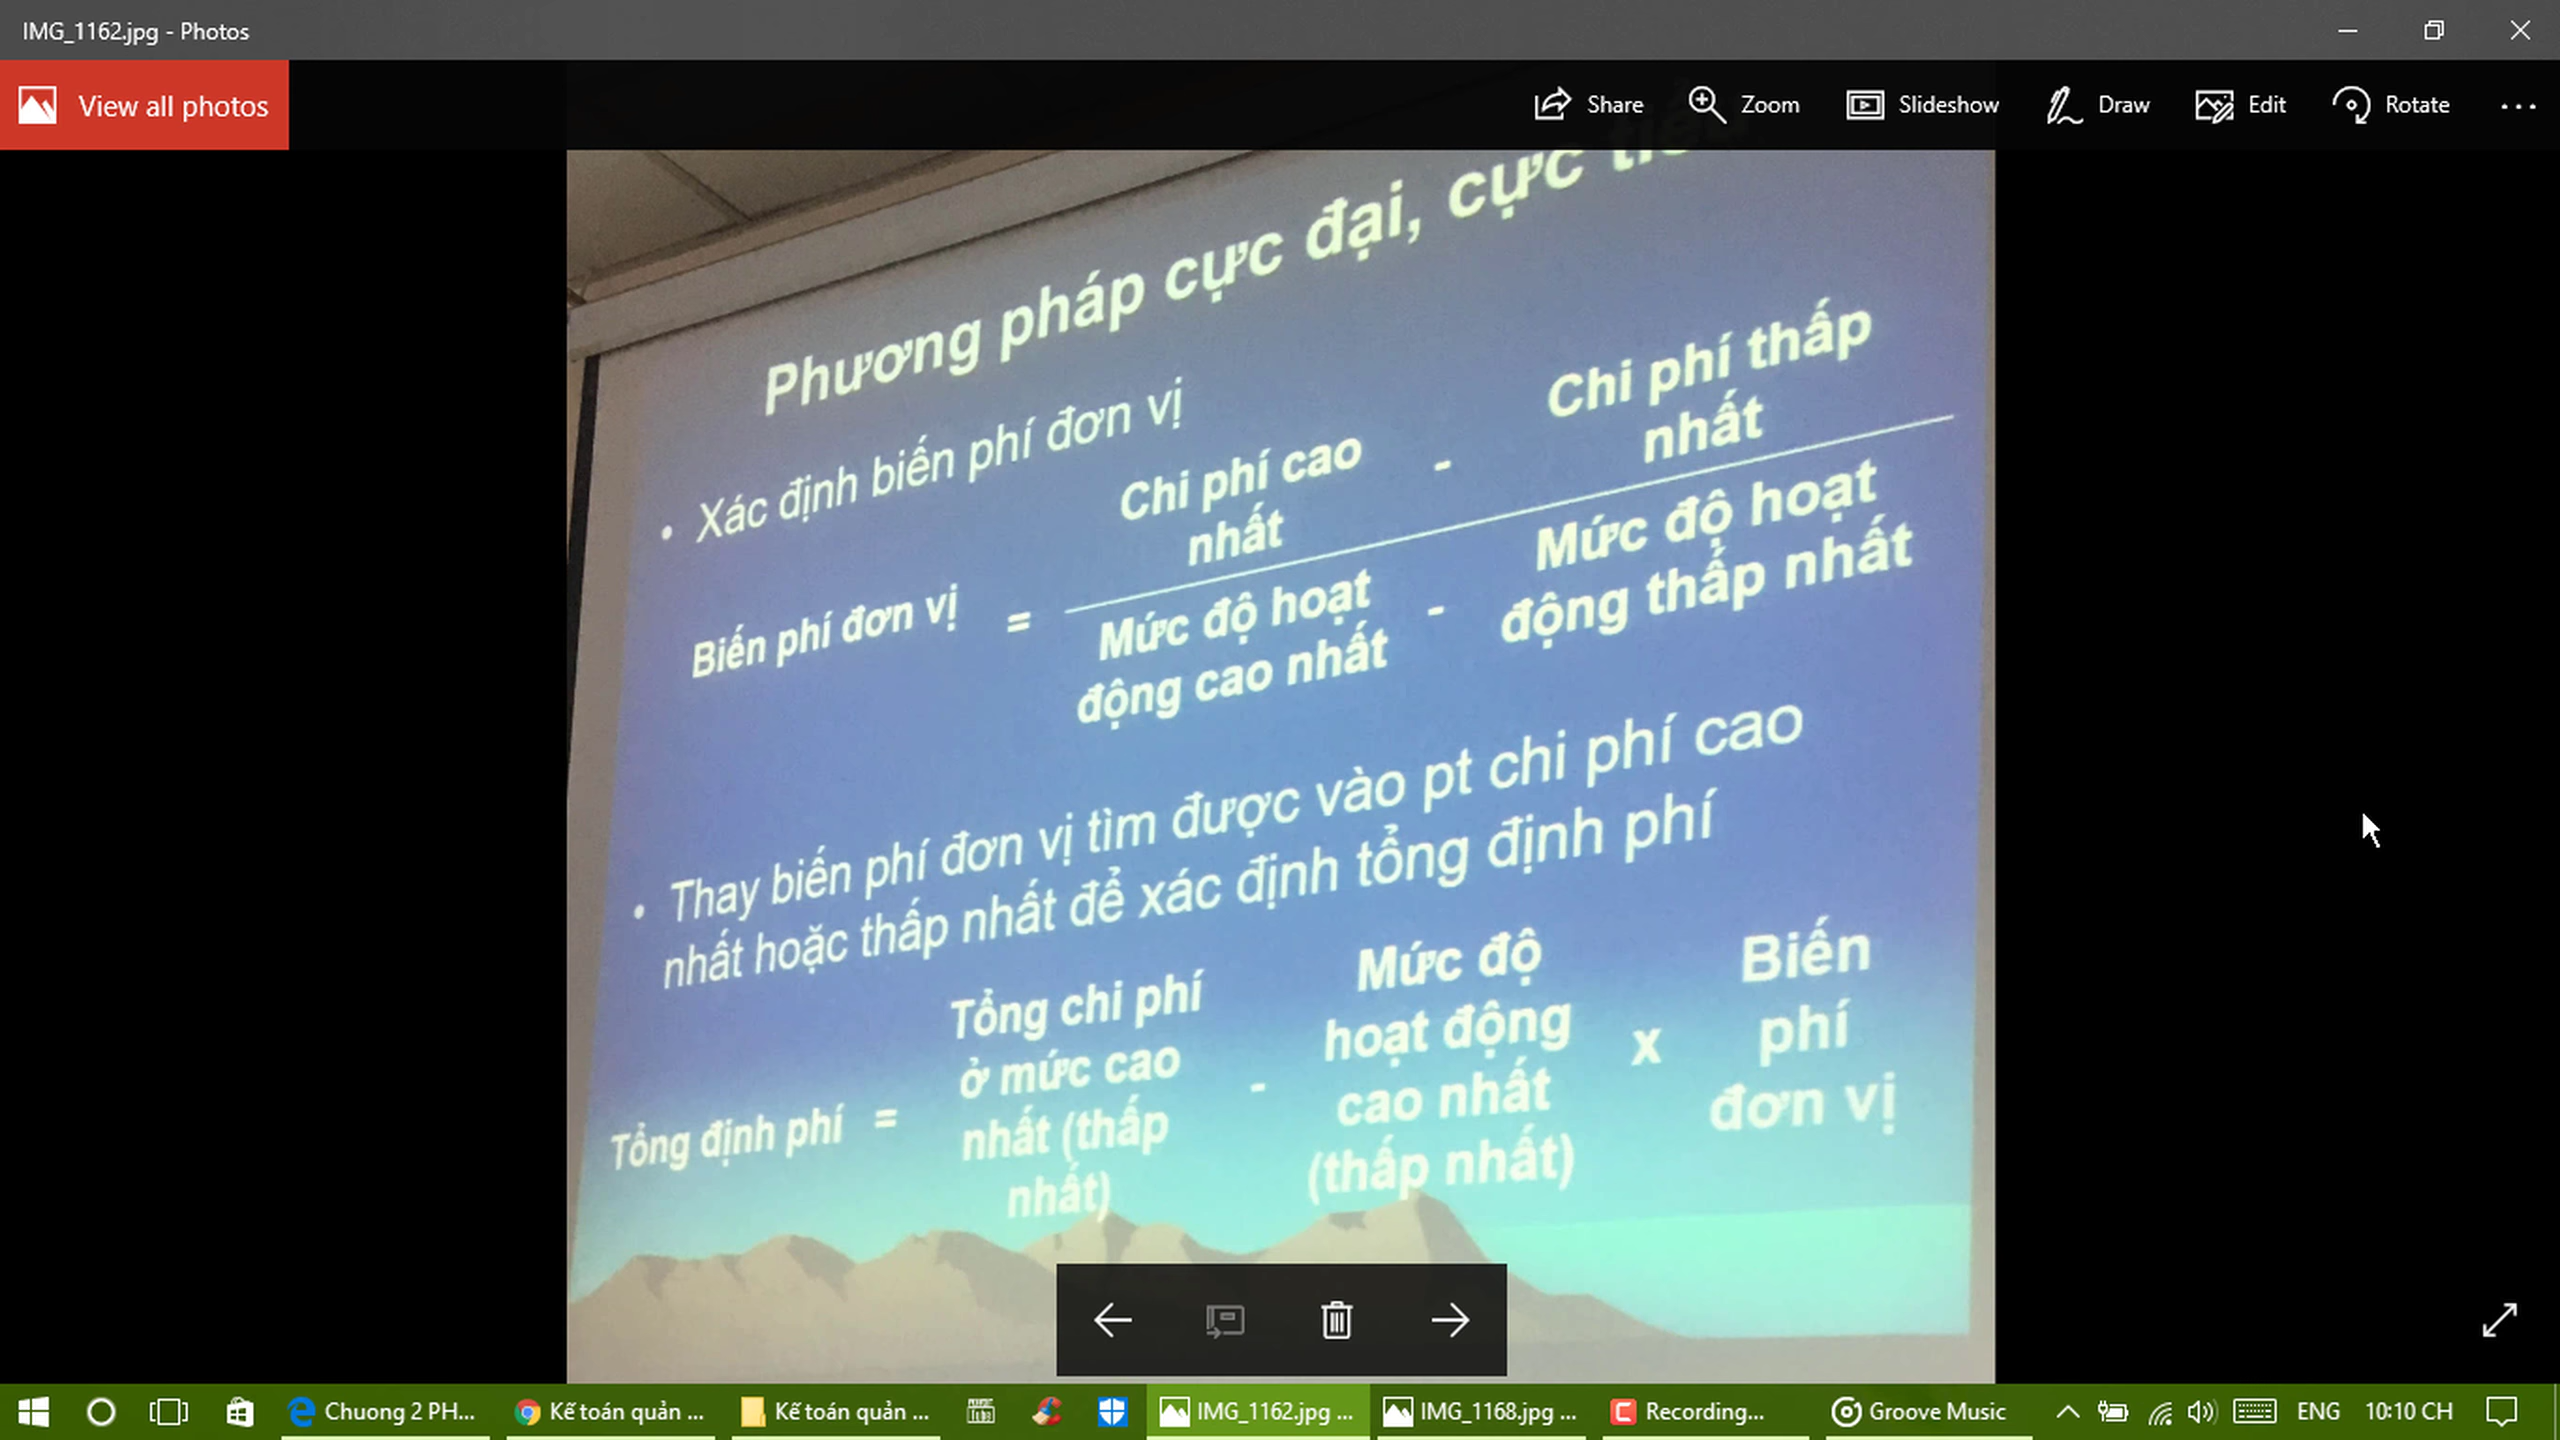 IMG_1162.jpg - Photos
View all photos
Share
Zoom
Slideshow
Draw
Edit
Rotate
Phương pháp cực đại, cực tiểu
• Xác định biến phí đơn vị
Biến phí đơn vị =
Chi phí cao
nhất
-
Chi phí thấp
nhất
Mức độ hoạt
động cao nhất
-
Mức độ hoạt
động thấp nhất
• Thay biến phí đơn vị tìm được vào pt chi phí cao
nhất hoặc thấp nhất để xác định tổng định phí
Tổng định phí =
Tổng chi phí
ở mức cao
nhất (thấp
nhất)
-
Mức độ
hoạt động
cao nhất
(thấp nhất)
x
Biến
phí
đơn vị
Chuong 2 PH...
Kế toán quản ...
Kế toán quản ...
IMG_1162.jpg ...
IMG_1168.jpg ...
Recording...
Groove Music
ENG
10:10 CH